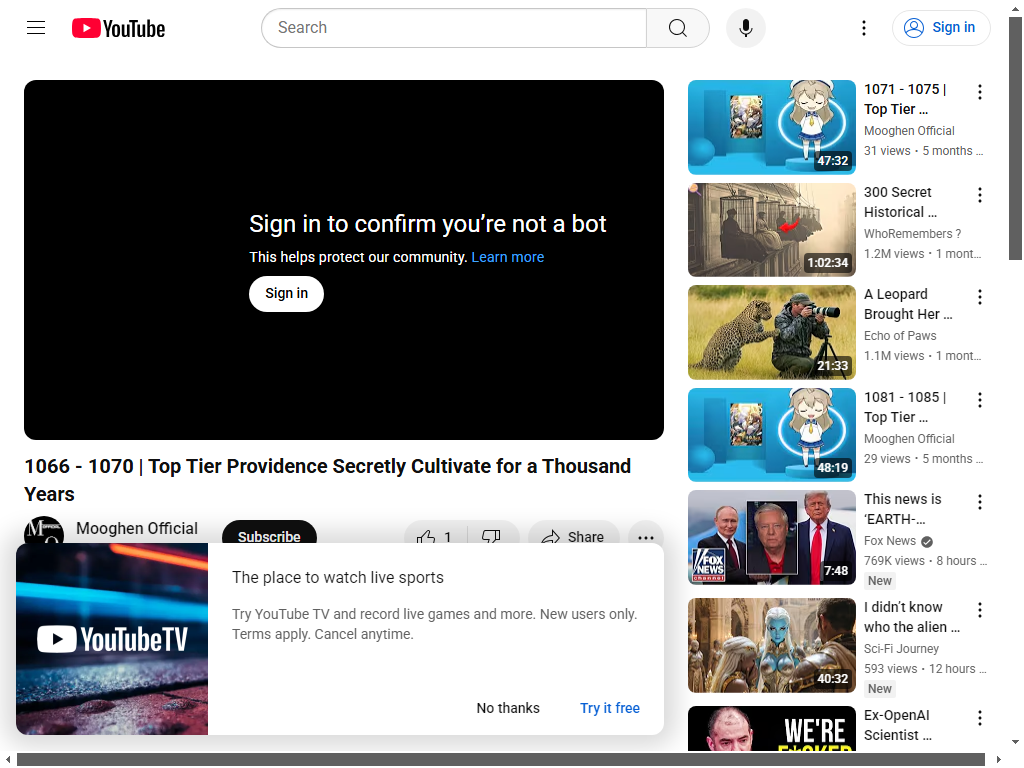 YouTube
Search
Sign in
Sign in to confirm you’re not a bot
This helps protect our community. Learn more
Sign in
1066 - 1070 | Top Tier Providence Secretly Cultivate for a Thousand
Years
Mooghen Official
Subscribe
1
Share
YouTubeTV
The place to watch live sports
Try YouTube TV and record live games and more. New users only.
Terms apply. Cancel anytime.
No thanks
Try it free
47:32
1071 - 1075 |
Top Tier …
Mooghen Official
31 views • 5 months …
1:02:34
300 Secret
Historical …
WhoRemembers ?
1.2M views • 1 mont…
21:33
A Leopard
Brought Her …
Echo of Paws
1.1M views • 1 mont…
48:19
1081 - 1085 |
Top Tier …
Mooghen Official
29 views • 5 months …
FOX
NEWS
channel
7:48
This news is
‘EARTH-…
Fox News
769K views • 8 hours …
New
40:32
I didn’t know
who the alien …
Sci-Fi Journey
593 views • 12 hours …
New
WE'RE
Ex-OpenAI
Scientist …